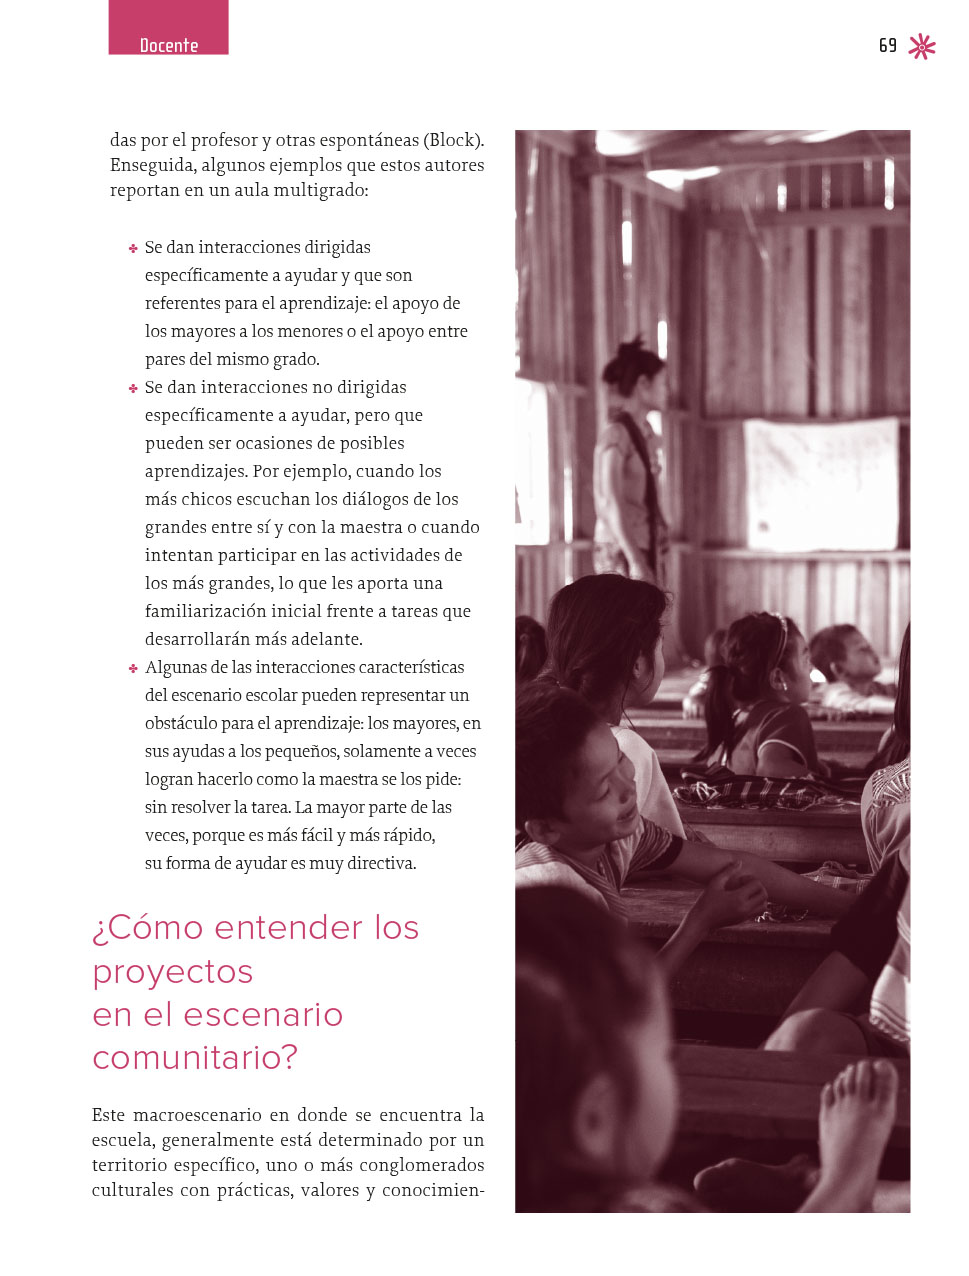 Docente
69
das por el profesor y otras espontáneas (Block).
Enseguida, algunos ejemplos que estos autores
reportan en un aula multigrado:
Se dan interacciones dirigidas
específicamente a ayudar y que son
referentes para el aprendizaje: el apoyo de
los mayores a los menores o el apoyo entre
pares del mismo grado.
Se dan interacciones no dirigidas
específicamente a ayudar, pero que
pueden ser ocasiones de posibles
aprendizajes. Por ejemplo, cuando los
más chicos escuchan los diálogos de los
grandes entre sí y con la maestra o cuando
intentan participar en las actividades de
los más grandes, lo que les aporta una
familiarización inicial frente a tareas que
desarrollarán más adelante.
Algunas de las interacciones características
del escenario escolar pueden representar un
obstáculo para el aprendizaje: los mayores, en
sus ayudas a los pequeños, solamente a veces
logran hacerlo como la maestra se los pide:
sin resolver la tarea. La mayor parte de las
veces, porque es más fácil y más rápido,
su forma de ayudar es muy directiva.
¿Cómo entender los
proyectos
en el escenario
comunitario?
Este macroescenario en donde se encuentra la
escuela, generalmente está determinado por un
territorio específico, uno o más conglomerados
culturales con prácticas, valores y conocimien-